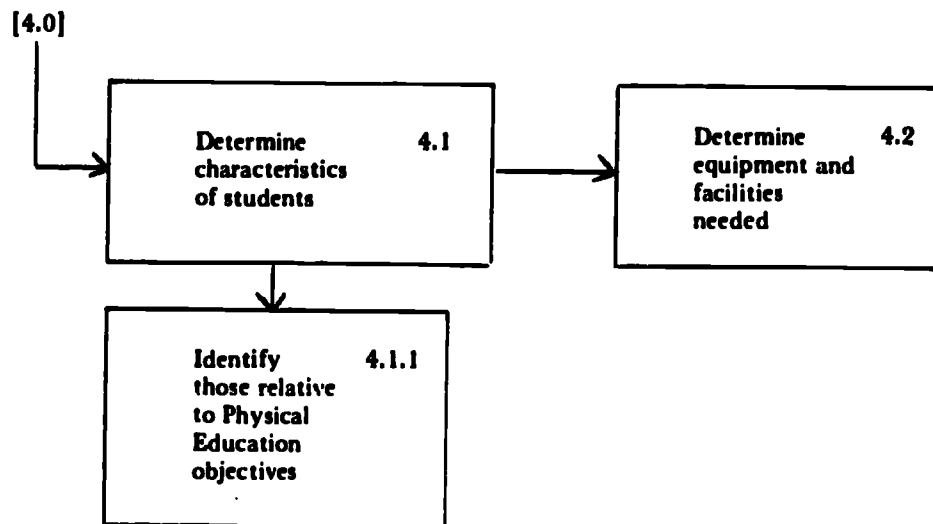 [4.0]
Determine 4.1
characteristics
of students
Determine 4.2
equipment and
facilities
needed
Identify 4.1.1
those relative
to Physical
Education
objectives